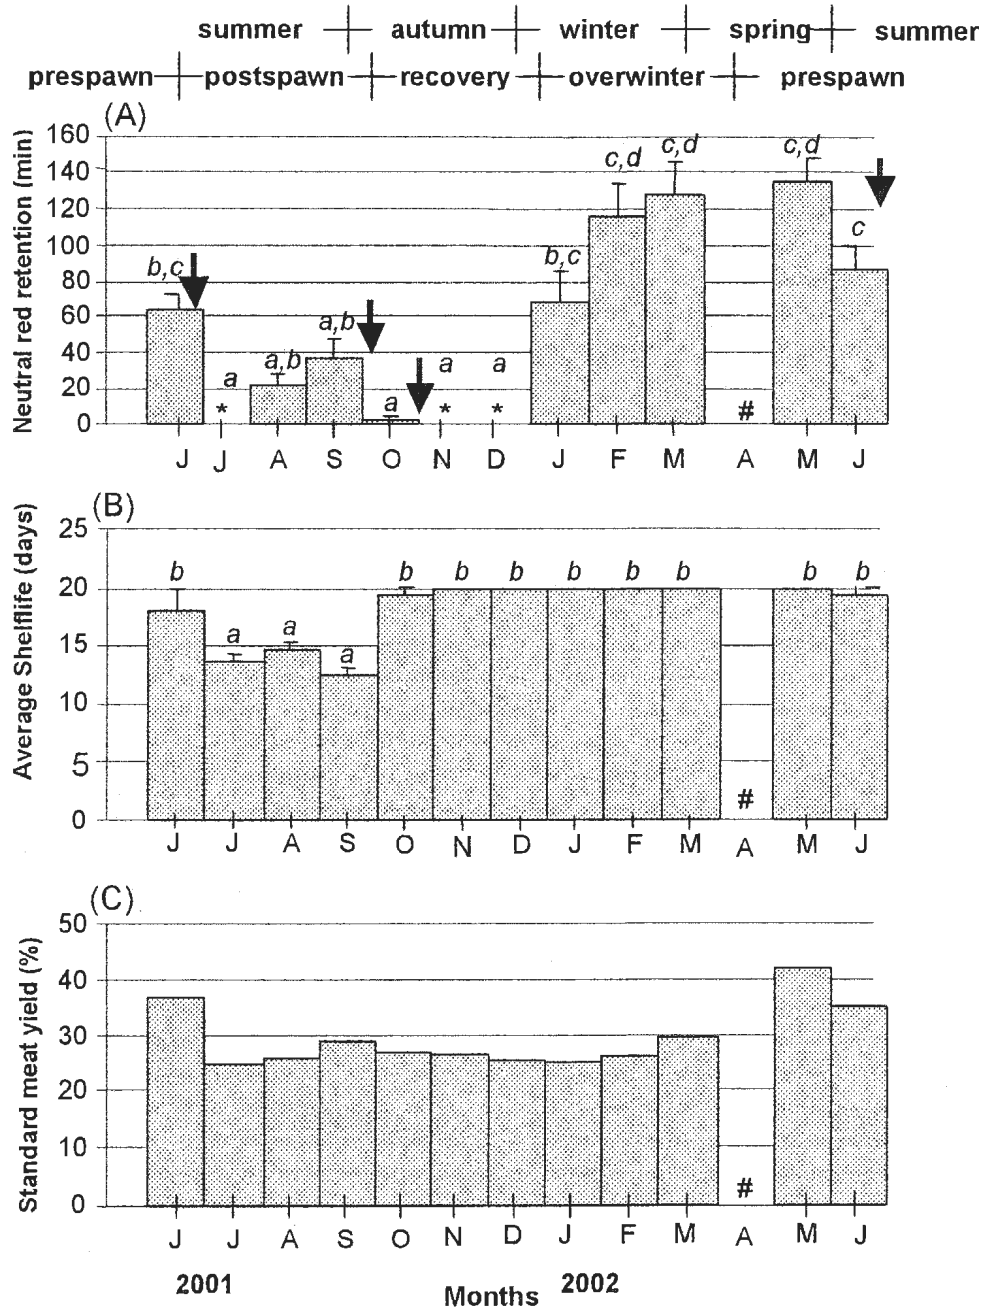 summer autumn winter spring summer
prespawn postspawn recovery overwinter prespawn
(A)
Neutral red retention (min)
160
140
120
100
80
60
40
20
0
b,c a a,b a,b a a a b,c c,d c,d c,d c
* * * #
J J A S O N D J F M A M J
(B)
Average Shelflife (days)
25
20
15
10
5
0
b a a a b b b b b b b b
#
J J A S O N D J F M A M J
(C)
Standard meat yield (%)
50
40
30
20
10
0
#
J J A S O N D J F M A M J
2001 2002
Months